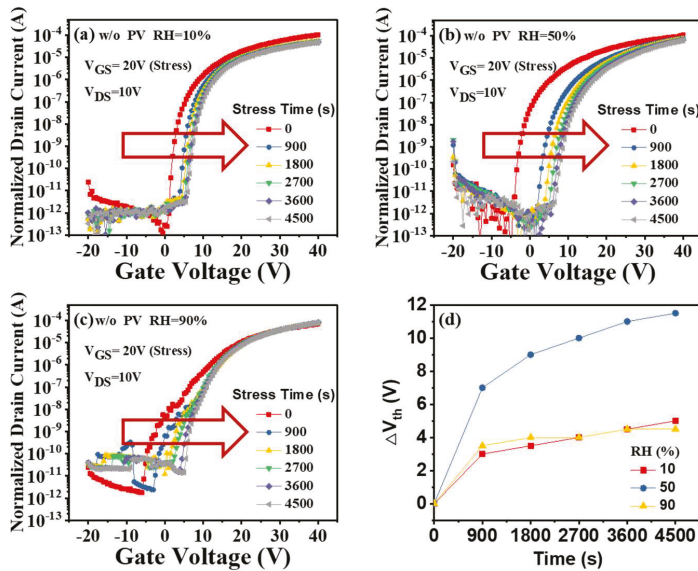 (a) w/o PV RH=10%
V_GS= 20V (Stress)
V_DS=10V
Stress Time (s)
0
900
1800
2700
3600
4500
Normalized Drain Current (A)
10⁻⁴
10⁻⁵
10⁻⁶
10⁻⁷
10⁻⁸
10⁻⁹
10⁻¹⁰
10⁻¹¹
10⁻¹²
10⁻¹³
-20 -10 0 10 20 30 40
Gate Voltage (V)
(b) w/o PV RH=50%
V_GS= 20V (Stress)
V_DS=10V
Stress Time (s)
0
900
1800
2700
3600
4500
Normalized Drain Current (A)
10⁻⁴
10⁻⁵
10⁻⁶
10⁻⁷
10⁻⁸
10⁻⁹
10⁻¹⁰
10⁻¹¹
10⁻¹²
10⁻¹³
-20 -10 0 10 20 30 40
Gate Voltage (V)
(c) w/o PV RH=90%
V_GS= 20V (Stress)
V_DS=10V
Stress Time (s)
0
900
1800
2700
3600
4500
Normalized Drain Current (A)
10⁻⁴
10⁻⁵
10⁻⁶
10⁻⁷
10⁻⁸
10⁻⁹
10⁻¹⁰
10⁻¹¹
10⁻¹²
10⁻¹³
-20 -10 0 10 20 30 40
Gate Voltage (V)
(d)
△V_th (V)
12
10
8
6
4
2
0
RH (%)
10
50
90
0 900 1800 2700 3600 4500
Time (s)